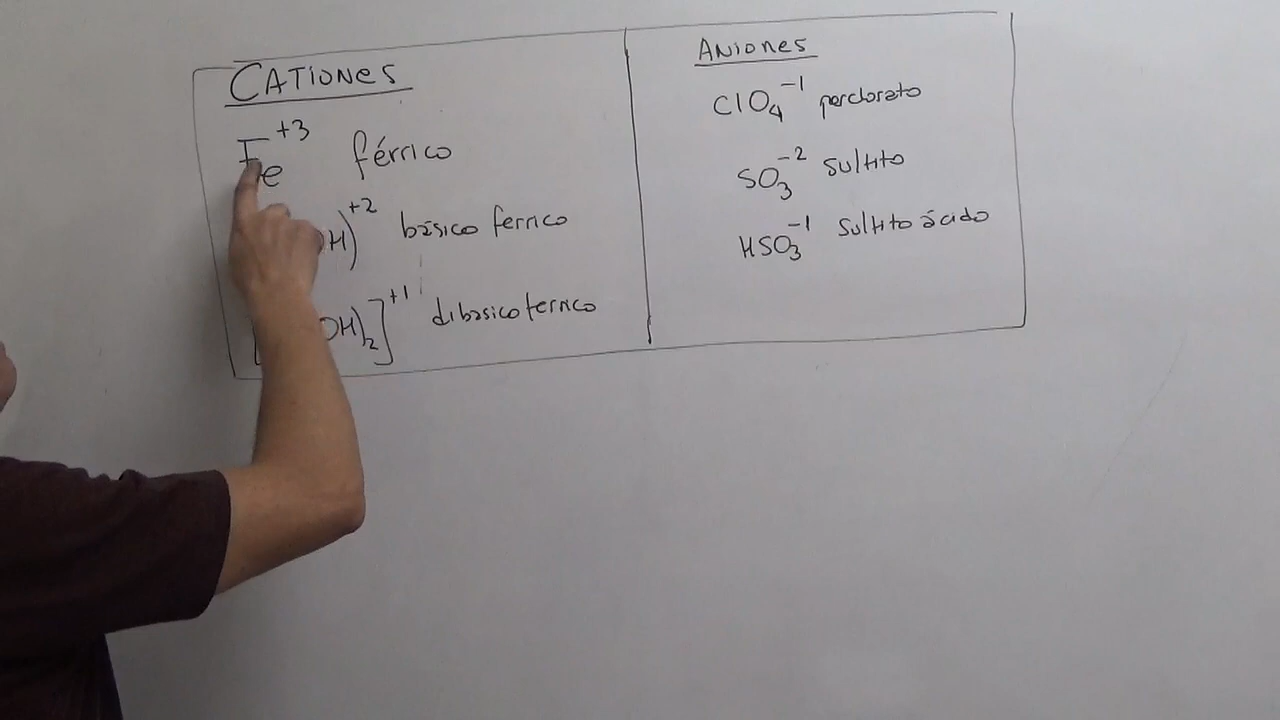 CATIONES
Fe+3 férrico
OH)+2 básico ferrico
OH)2]+1 dibasico ferrico
ANIONES
ClO4-1 perclorato
SO3-2 sulfito
HSO3-1 sulfito ácido